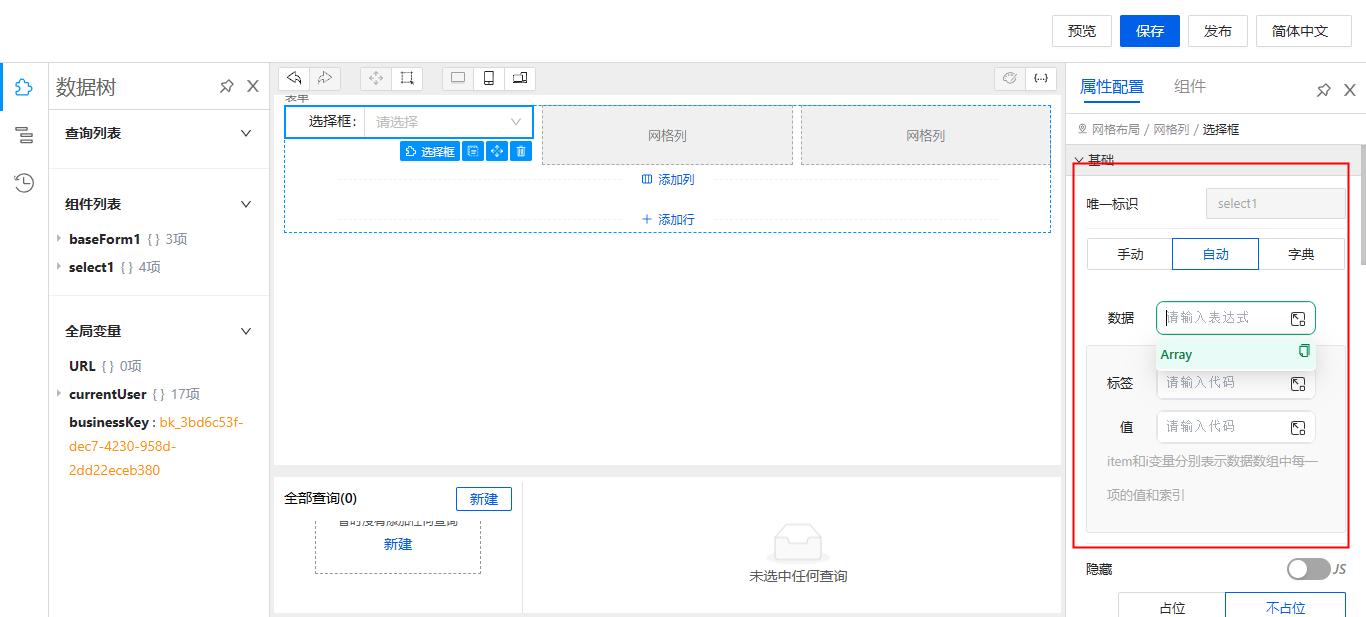 预览 保存 发布 简体中文
数据树
查询列表
组件列表
baseForm1 { } 3项
select1 { } 4项
全局变量
URL { } 0项
currentUser { } 17项
businessKey : bk_3bd6c53f-
dec7-4230-958d-
2dd22eceb380
{...}
表单
选择框: 请选择
网格列
网格列
选择框
添加列
添加行
全部查询(0) 新建
暂时没有添加任何查询
新建
未选中任何查询
属性配置 组件
网格布局 / 网格列 / 选择框
基础
唯一标识 select1
手动 自动 字典
数据 请输入表达式
Array
标签 请输入代码
值 请输入代码
item和i变量分别表示数据数组中每一
项的值和索引
隐藏 JS
占位 不占位